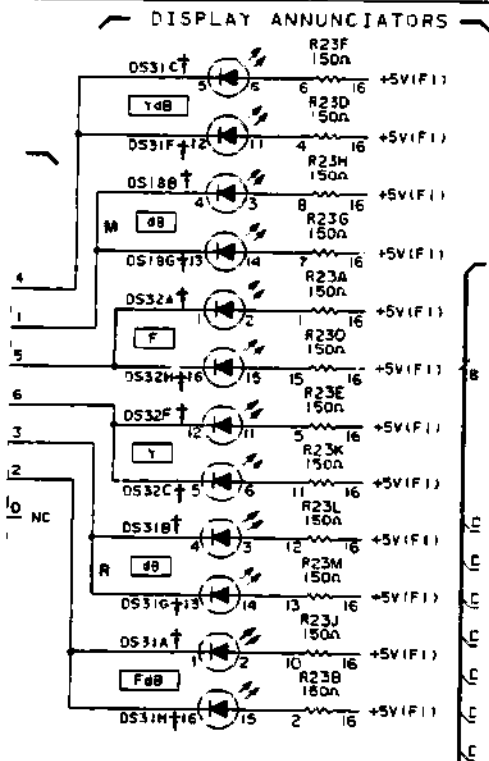 DISPLAY ANNUNCIATORS
R23F
DS31C† 150Ω
5 6 6 16 +5V(F1)
YdB
R23D
150Ω
DS31F† 12 11 4 16 +5V(F1)
R23H
DS18B† 150Ω
4 3 8 16 +5V(F1)
M dB
R23G
150Ω
DS18G† 13 14 7 16 +5V(F1)
4
R23A
DS32A† 150Ω
1 2 1 16 +5V(F1)
1
F
R23O
150Ω
5
DS32H† 16 15 15 16 +5V(F1)
B
R23E
6
DS32F† 150Ω
12 11 5 16 +5V(F1)
3
Y
R23K
150Ω
2
DS32C† 5 6 11 16 +5V(F1)
R23L
0 NC
DS31B† 150Ω
4 3 12 16 +5V(F1)
R dB
R23M
150Ω
DS31G† 13 14 13 16 +5V(F1)
R23J
DS31A† 150Ω
1 2 10 16 +5V(F1)
FdB
R23B
150Ω
DS31H† 16 15 2 16 +5V(F1)